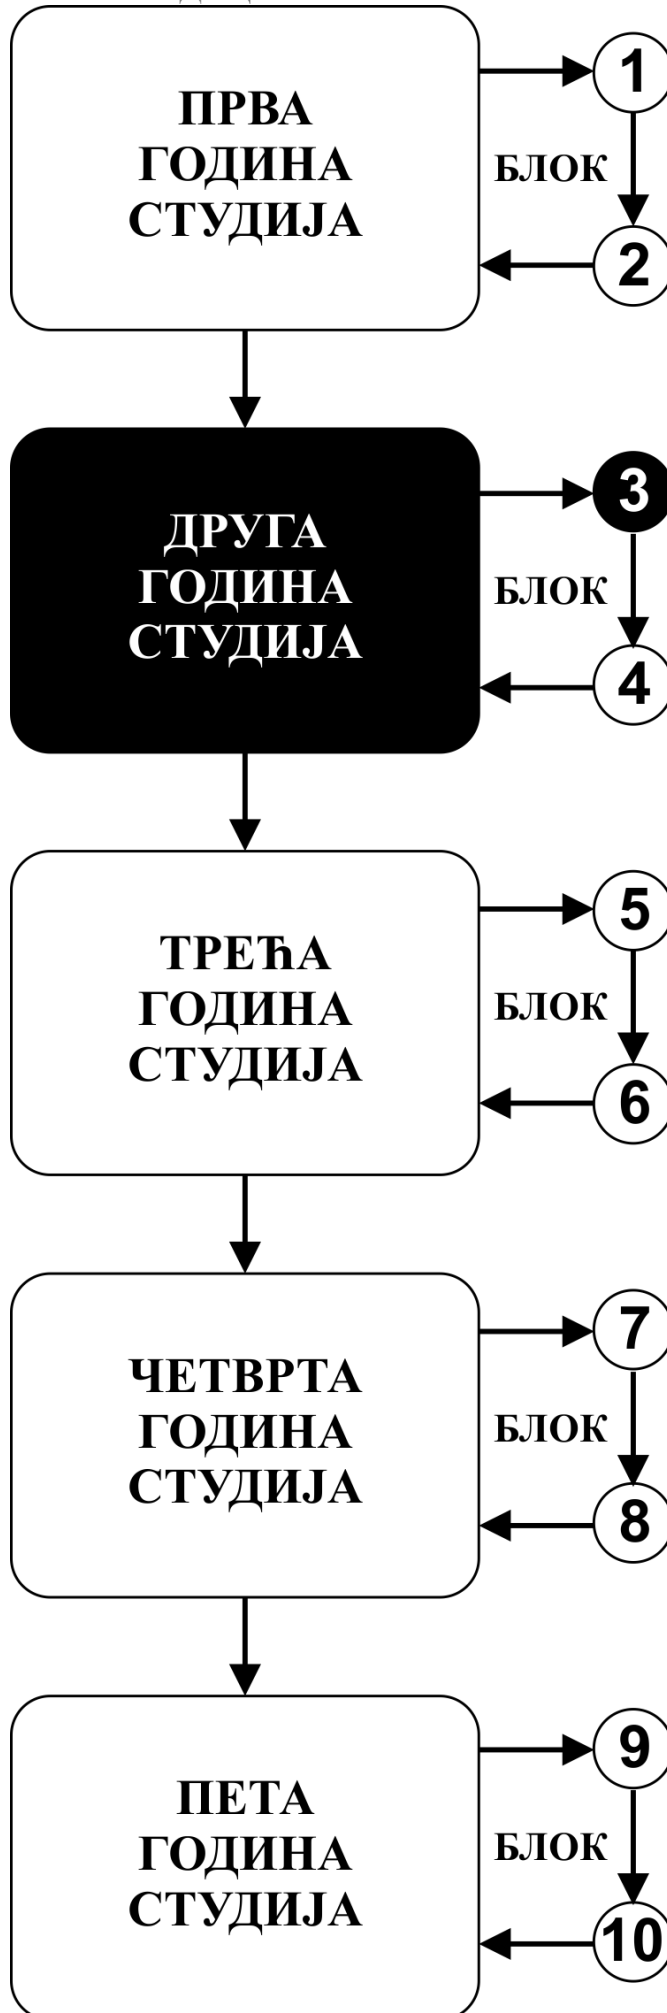 ПРВА
ГОДИНА
СТУДИЈА
1
БЛОК
2
ДРУГА
ГОДИНА
СТУДИЈА
3
БЛОК
4
ТРЕЋА
ГОДИНА
СТУДИЈА
5
БЛОК
6
ЧЕТВРТА
ГОДИНА
СТУДИЈА
7
БЛОК
8
ПЕТА
ГОДИНА
СТУДИЈА
9
БЛОК
10